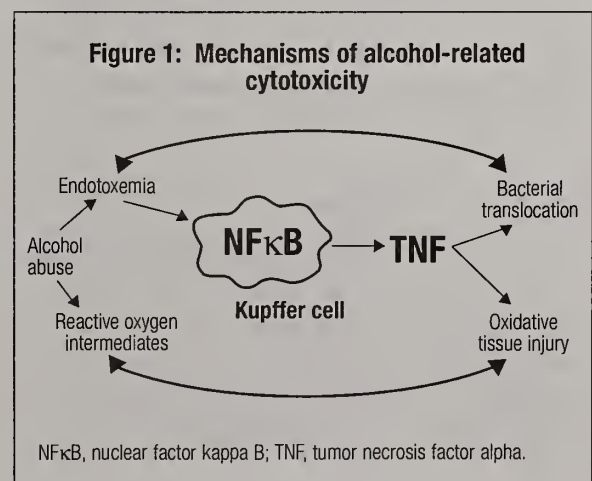 Figure 1: Mechanisms of alcohol-related
cytotoxicity
Endotoxemia
Bacterial
translocation
Alcohol
abuse
NFκB
TNF
Kupffer cell
Reactive oxygen
intermediates
Oxidative
tissue injury
NFκB, nuclear factor kappa B; TNF, tumor necrosis factor alpha.